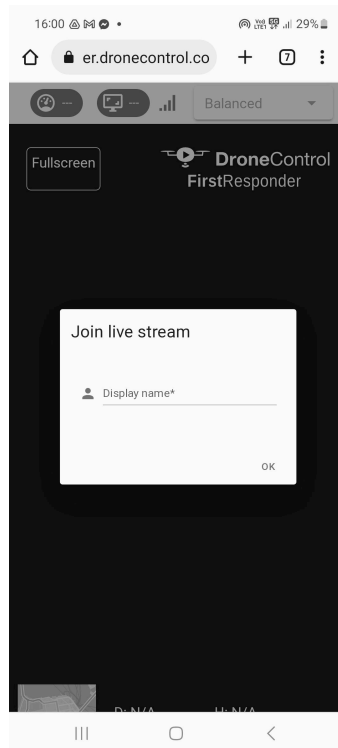 16:00
29%
er.dronecontrol.co
7
--- ---
Balanced
Fullscreen
DroneControl
FirstResponder
Join live stream
Display name*
OK
D: N/A H: N/A